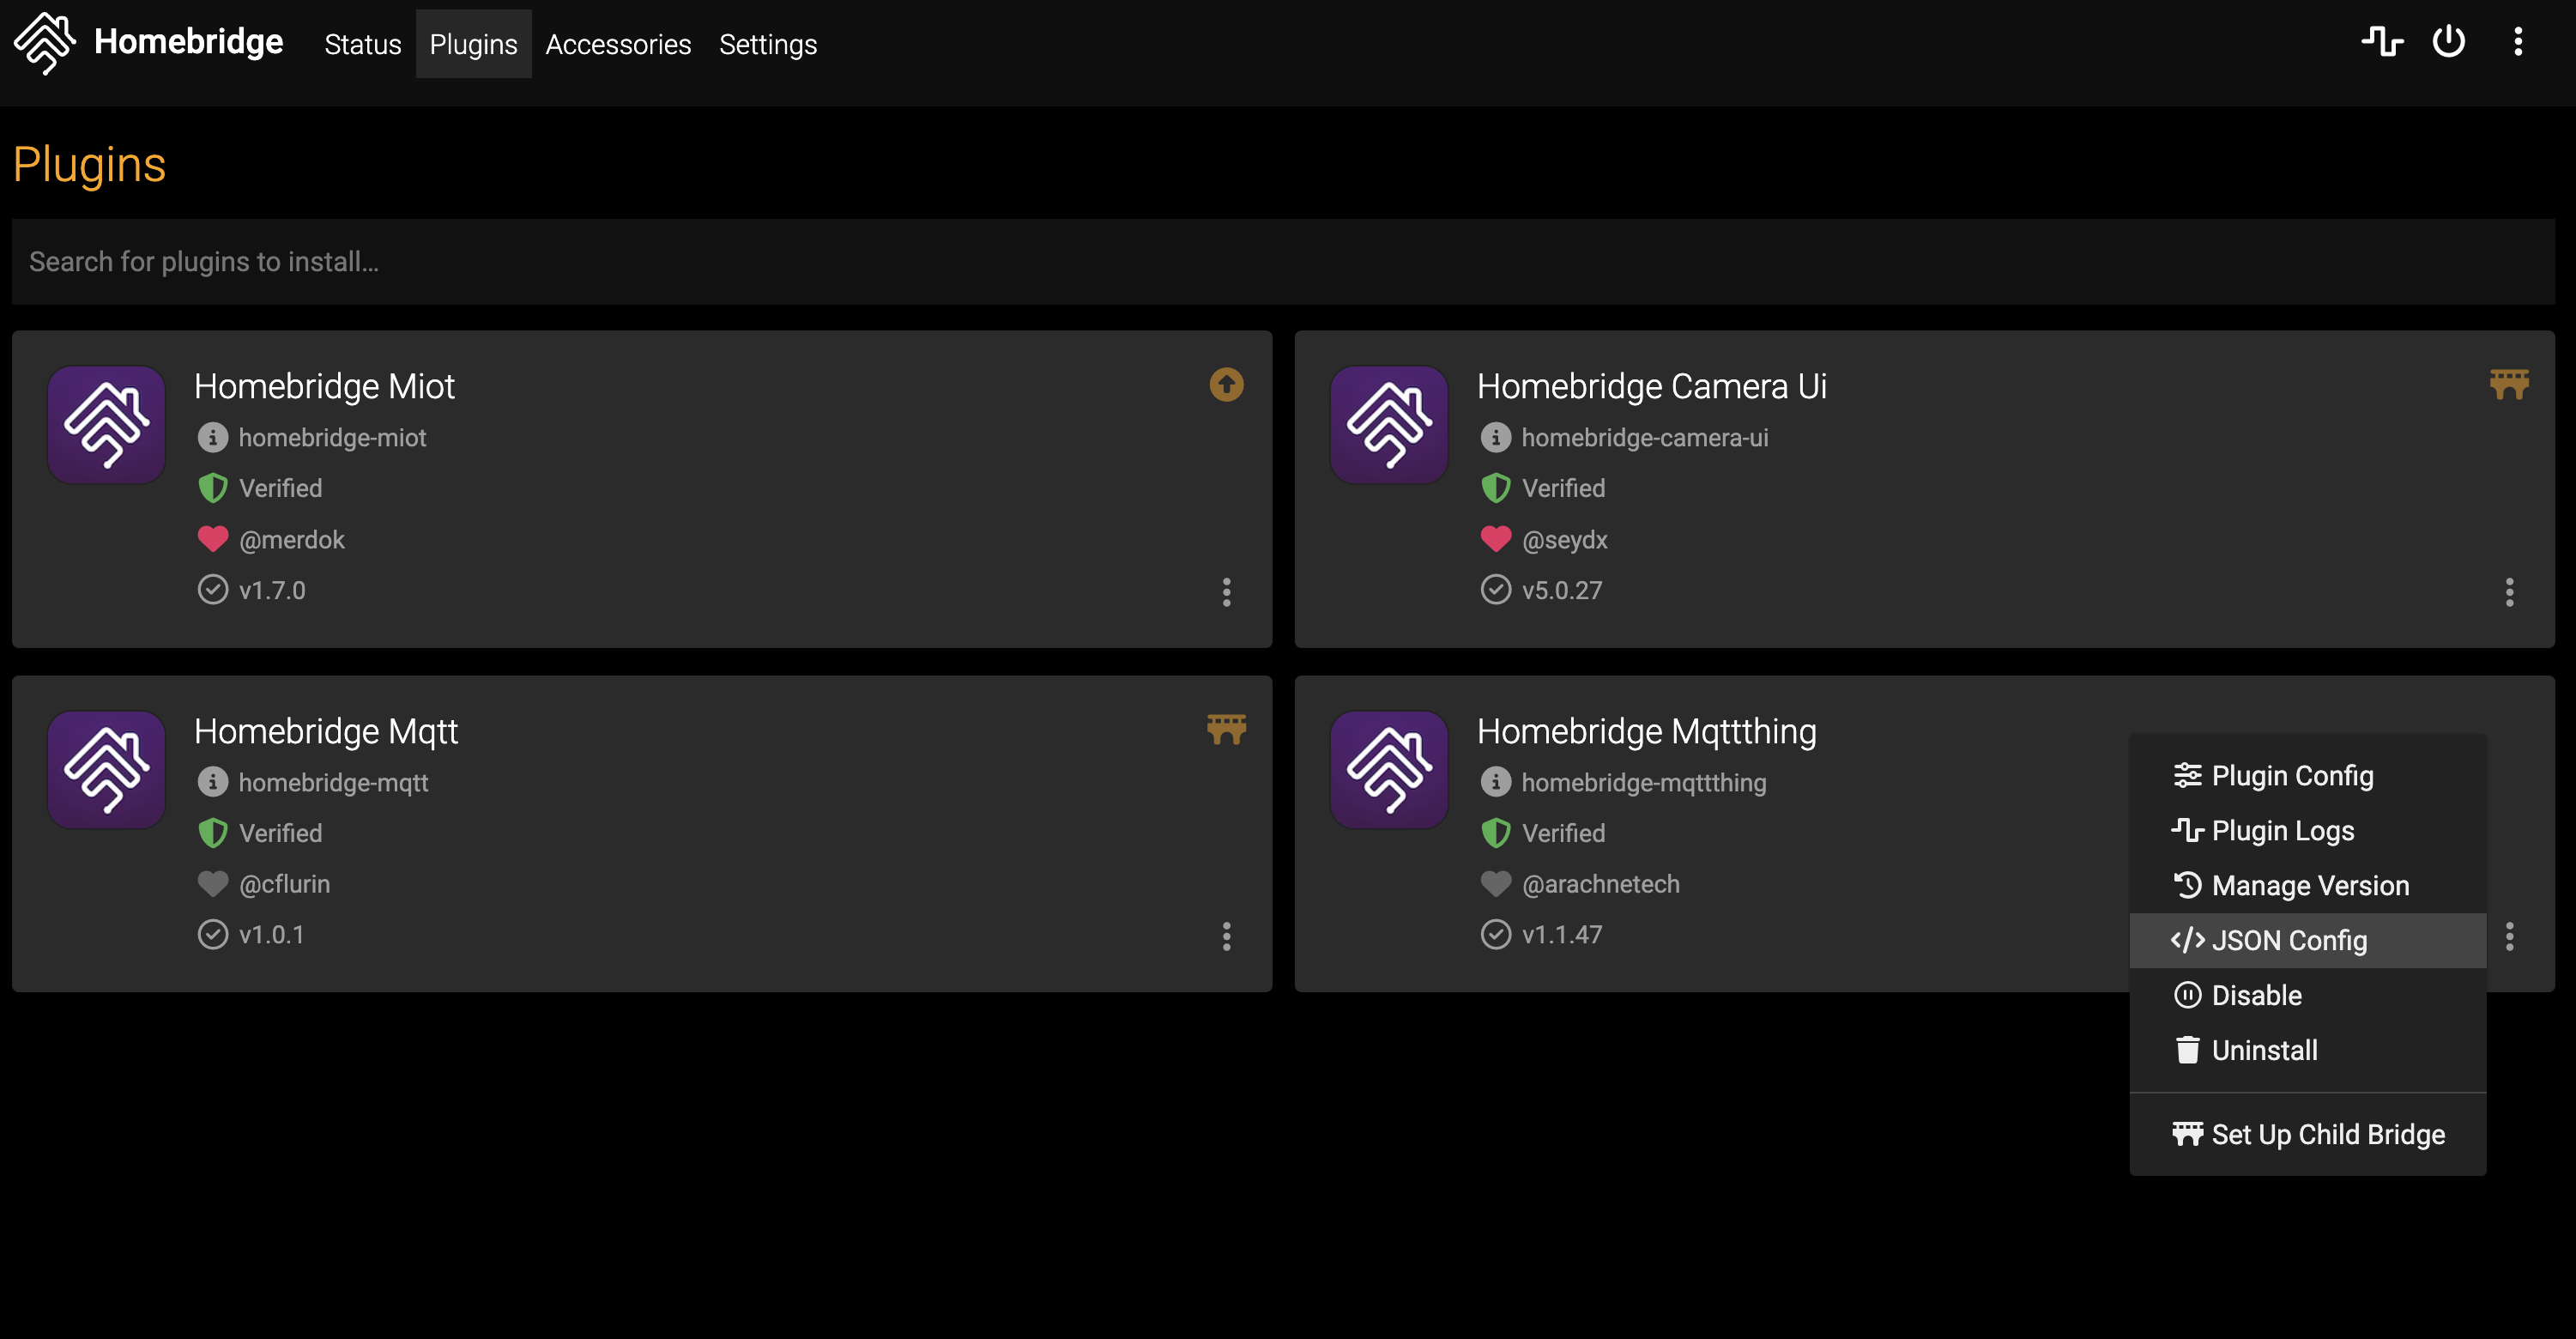 Homebridge Status Plugins Accessories Settings
Plugins
Search for plugins to install...
Homebridge Miot
homebridge-miot
Verified
@merdok
v1.7.0
Homebridge Camera Ui
homebridge-camera-ui
Verified
@seydx
v5.0.27
Homebridge Mqtt
homebridge-mqtt
Verified
@cflurin
v1.0.1
Homebridge Mqttthing
homebridge-mqttthing
Verified
@arachnetech
v1.1.47
Plugin Config
Plugin Logs
Manage Version
JSON Config
Disable
Uninstall
Set Up Child Bridge